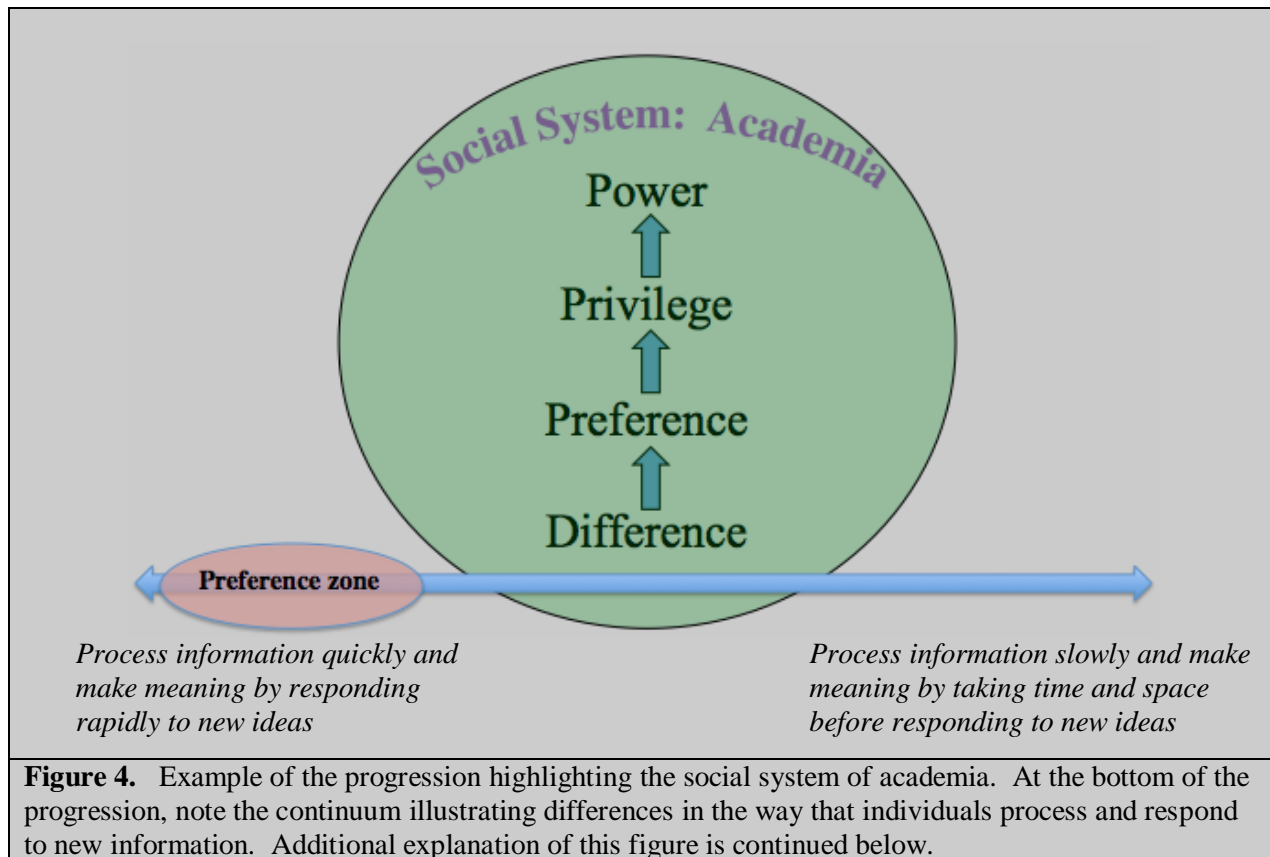 Social System: Academia
Power
Privilege
Preference
Difference
Preference zone
Process information quickly and
make meaning by responding
rapidly to new ideas
Process information slowly and make
meaning by taking time and space
before responding to new ideas
Figure 4. Example of the progression highlighting the social system of academia. At the bottom of the
progression, note the continuum illustrating differences in the way that individuals process and respond
to new information. Additional explanation of this figure is continued below.